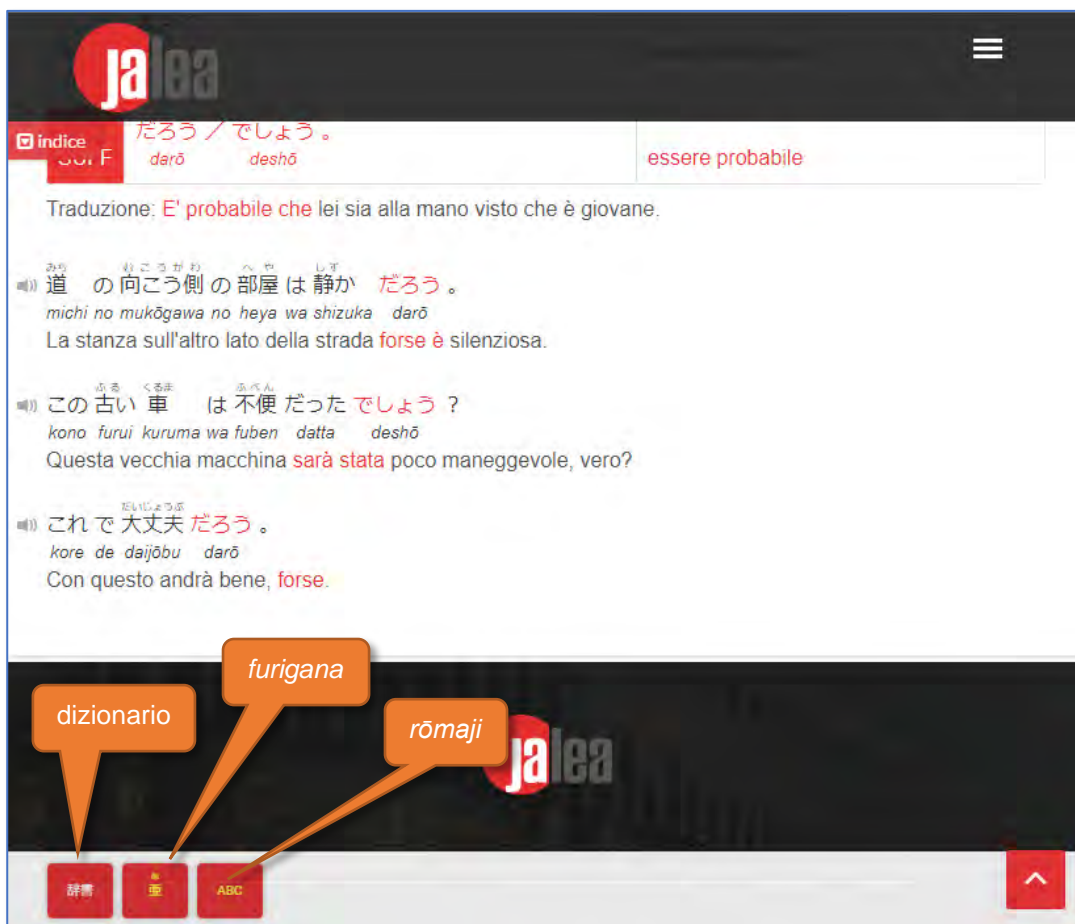 jalea
indice
だろう / でしょう。
darō deshō
essere probabile
Traduzione: E' probabile che lei sia alla mano visto che è giovane.
みち むこうがわ へや しず
道 の 向こう側 の 部屋 は 静か だろう 。
michi no mukōgawa no heya wa shizuka darō
La stanza sull'altro lato della strada forse è silenziosa.
ふる くるま ふべん
この 古い 車 は 不便 だった でしょう ?
kono furui kuruma wa fuben datta deshō
Questa vecchia macchina sarà stata poco maneggevole, vero?
だいじょうぶ
これ で 大丈夫 だろう 。
kore de daijōbu darō
Con questo andrà bene, forse.
furigana
dizionario
rōmaji
jalea
辞書
亜
ABC